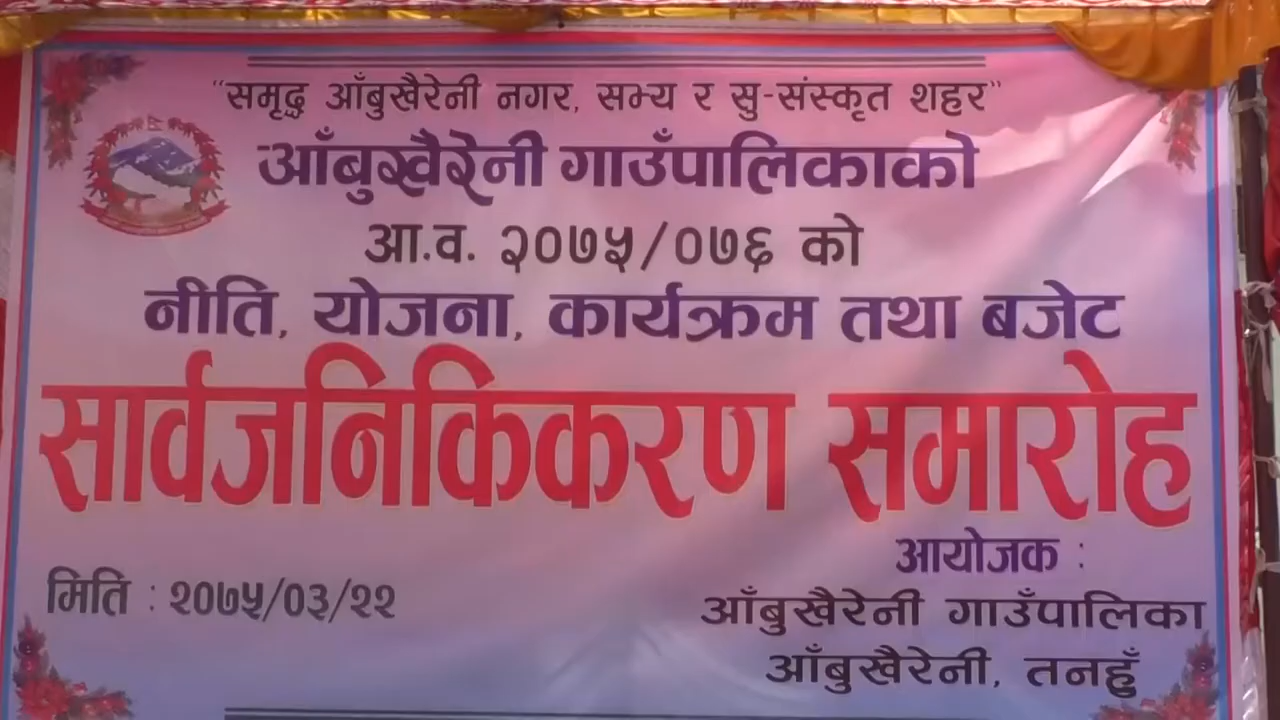 "समृद्ध आँबुखैरेनी नगर, सभ्य र सु-संस्कृत शहर"
आँबुखैरेनी गाउँपालिकाको
आ.व. २०७५/०७६ को
नीति, योजना, कार्यक्रम तथा बजेट
सार्वजनिकिकरण समारोह
आयोजक :
मिति : २०७५/०३/२२
आँबुखैरेनी गाउँपालिका
आँबुखैरेनी, तनहुँ